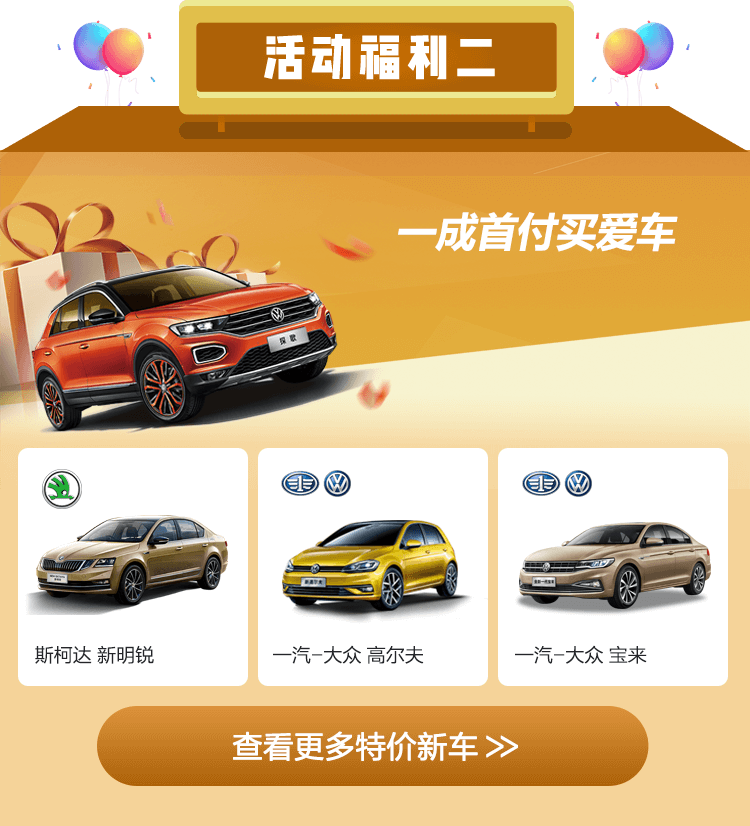 活动福利二
一成首付买爱车
探歌
斯柯达 新明锐
一汽-大众 高尔夫
一汽-大众 宝来
查看更多特价新车 >>